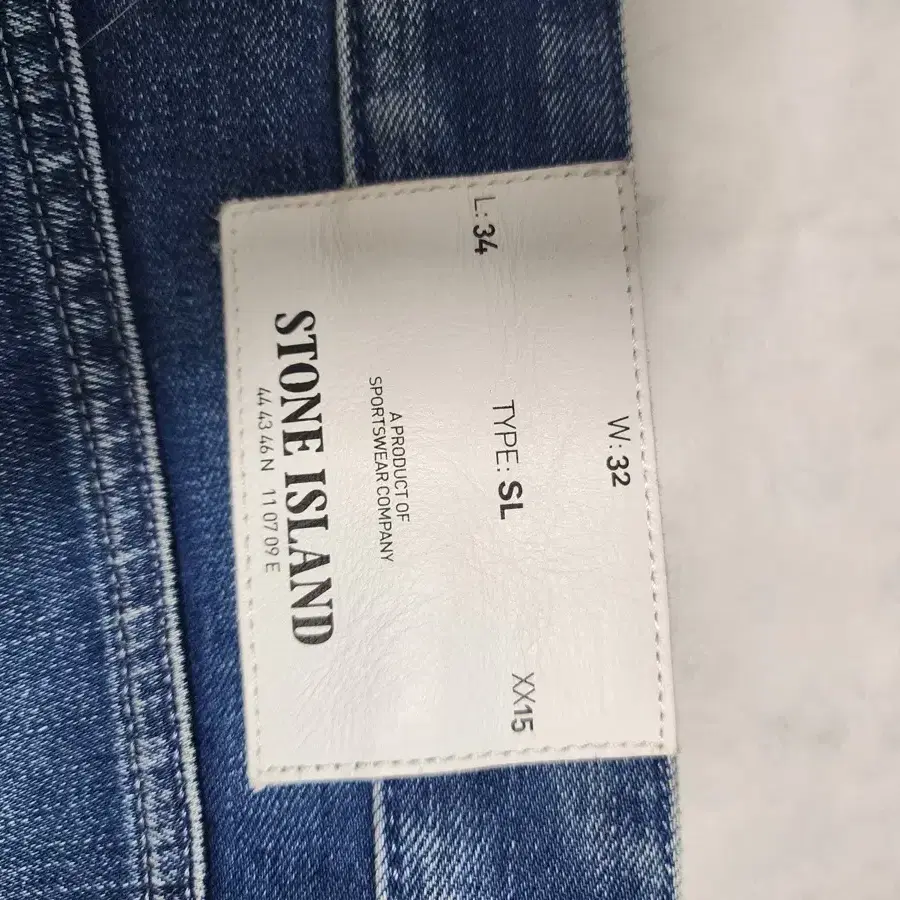 W: 32
L: 34 TYPE: SL XX15
A PRODUCT OF
SPORTSWEAR COMPANY
STONE ISLAND
44 43 46 N 11 07 09 E